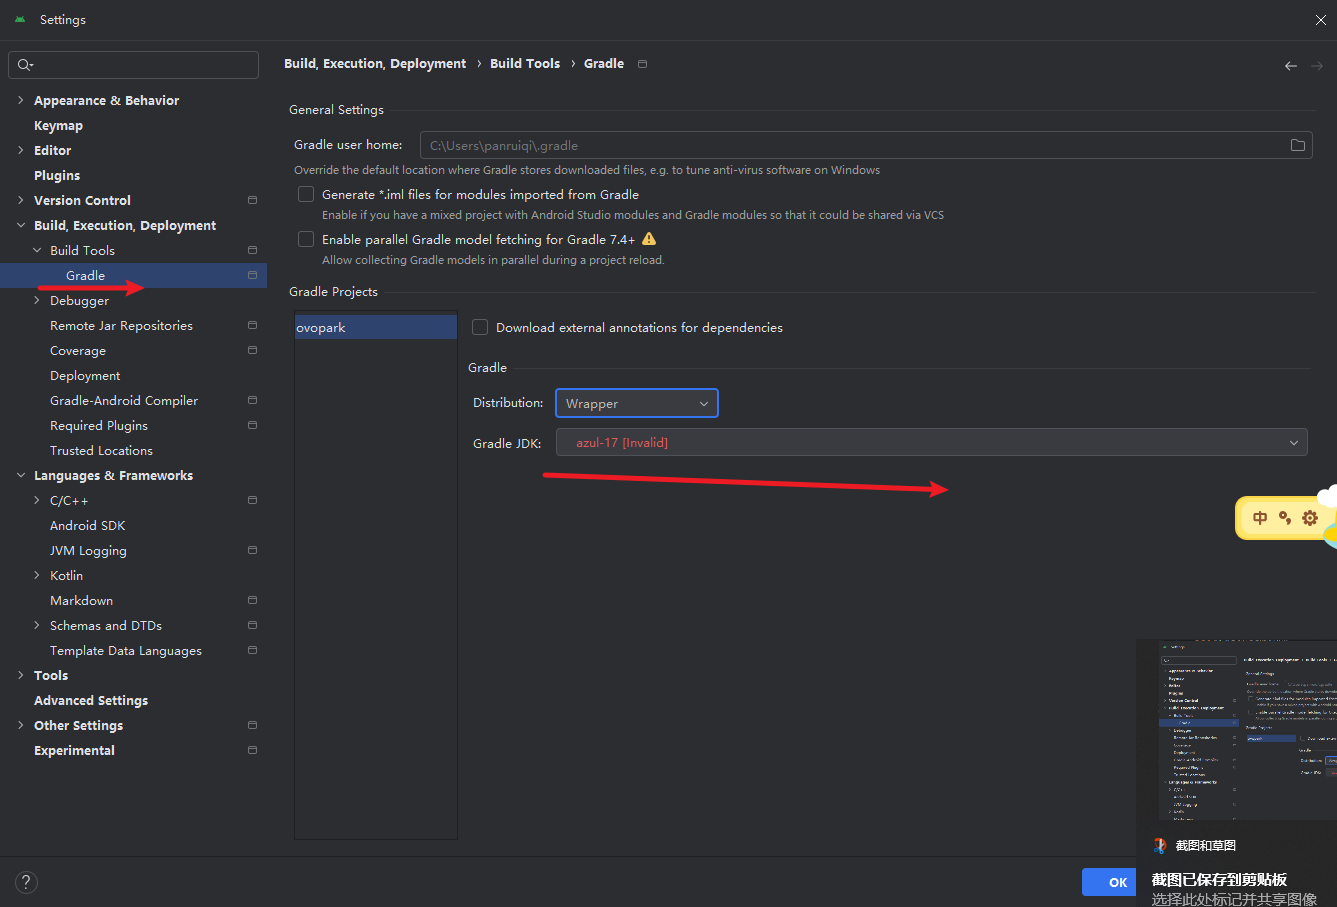 Settings
Appearance & Behavior
Keymap
Editor
Plugins
Version Control
Build, Execution, Deployment
Build Tools
Gradle
Debugger
Remote Jar Repositories
Coverage
Deployment
Gradle-Android Compiler
Required Plugins
Trusted Locations
Languages & Frameworks
C/C++
Android SDK
JVM Logging
Kotlin
Markdown
Schemas and DTDs
Template Data Languages
Tools
Advanced Settings
Other Settings
Experimental
?
Build, Execution, Deployment › Build Tools › Gradle
General Settings
Gradle user home: C:\Users\panruiqi\.gradle
Override the default location where Gradle stores downloaded files, e.g. to tune anti-virus software on Windows
Generate *.iml files for modules imported from Gradle
Enable if you have a mixed project with Android Studio modules and Gradle modules so that it could be shared via VCS
Enable parallel Gradle model fetching for Gradle 7.4+
Allow collecting Gradle models in parallel during a project reload.
Gradle Projects
ovopark
Download external annotations for dependencies
Gradle
Distribution: Wrapper
Gradle JDK: azul-17 [Invalid]
中
OK
截图和草图
截图已保存到剪贴板
选择此处标记并共享图像